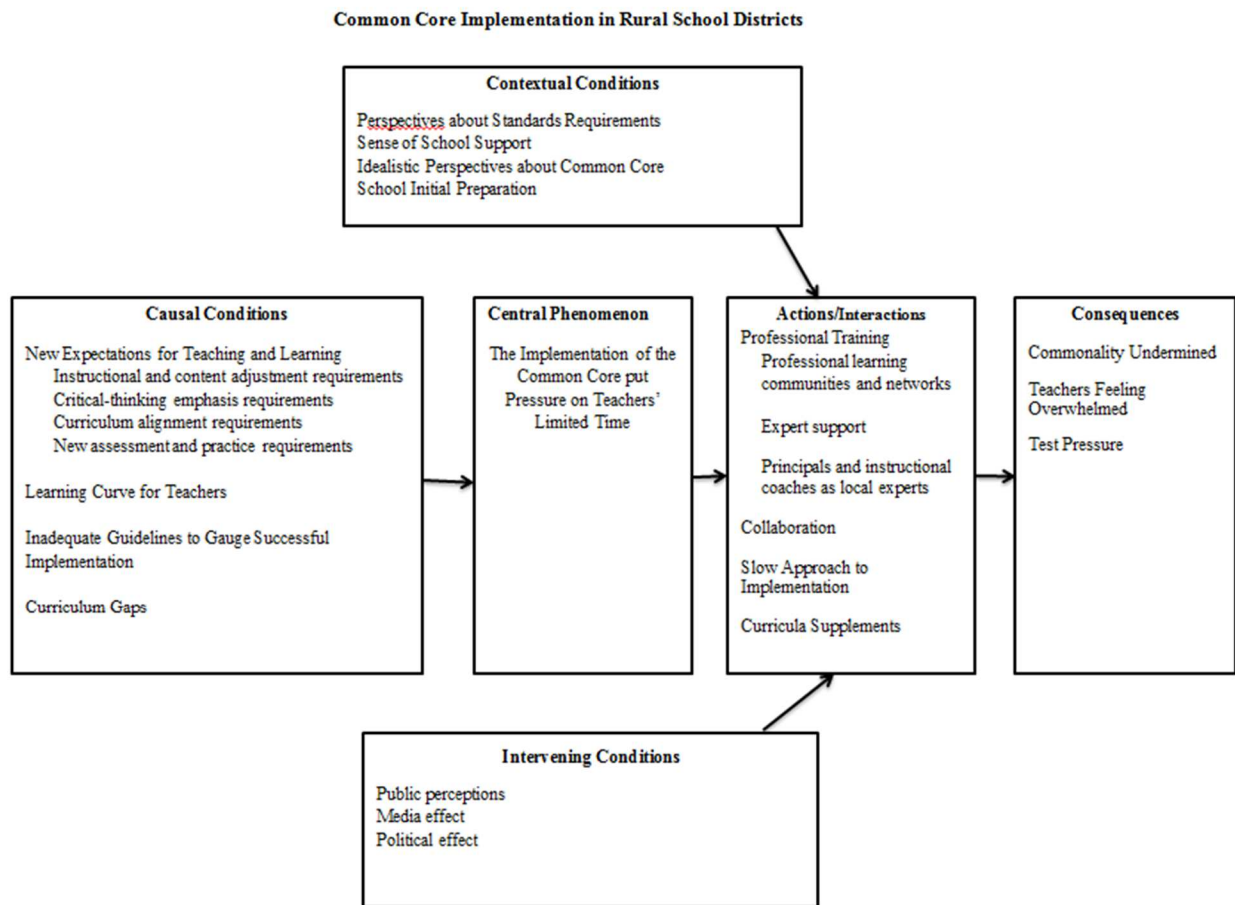 Common Core Implementation in Rural School Districts
Contextual Conditions
Perspectives about Standards Requirements
Sense of School Support
Idealistic Perspectives about Common Core
School Initial Preparation
Causal Conditions
New Expectations for Teaching and Learning
Instructional and content adjustment requirements
Critical-thinking emphasis requirements
Curriculum alignment requirements
New assessment and practice requirements
Learning Curve for Teachers
Inadequate Guidelines to Gauge Successful
Implementation
Curriculum Gaps
Central Phenomenon
The Implementation of the
Common Core put
Pressure on Teachers’
Limited Time
Actions/Interactions
Professional Training
Professional learning
communities and networks
Expert support
Principals and instructional
coaches as local experts
Collaboration
Slow Approach to
Implementation
Curricula Supplements
Consequences
Commonality Undermined
Teachers Feeling
Overwhelmed
Test Pressure
Intervening Conditions
Public perceptions
Media effect
Political effect